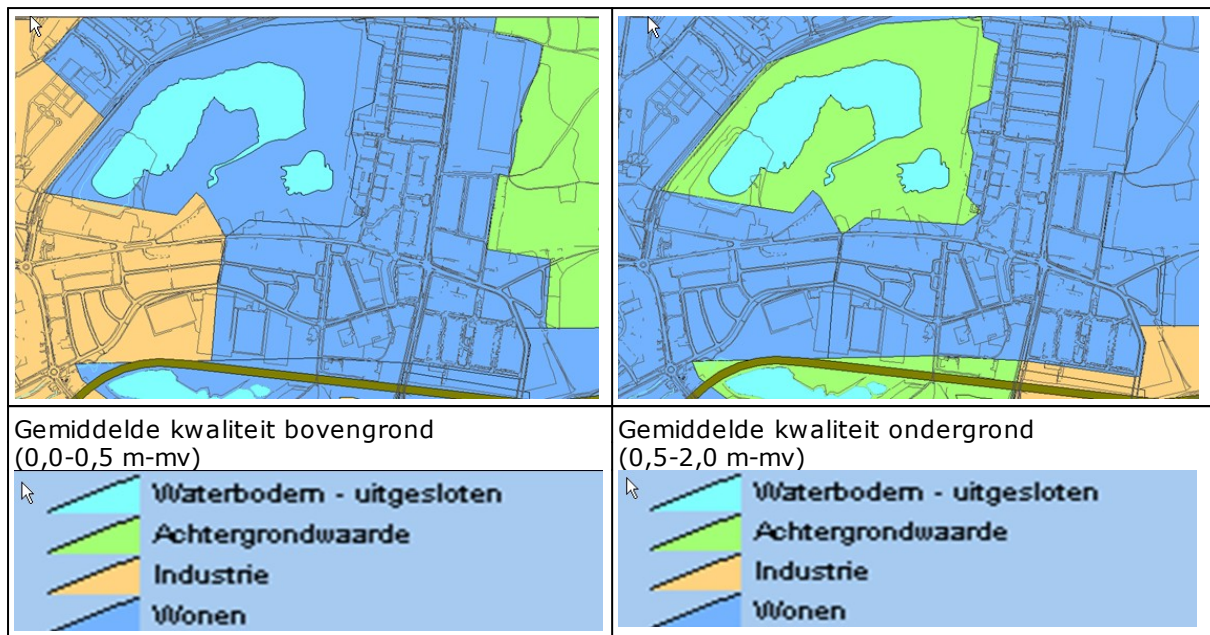 Gemiddelde kwaliteit bovengrond
(0,0-0,5 m-mv)
Waterbodem - uitgesloten
Achtergrondwaarde
Industrie
Wonen
Gemiddelde kwaliteit ondergrond
(0,5-2,0 m-mv)
Waterbodem - uitgesloten
Achtergrondwaarde
Industrie
Wonen